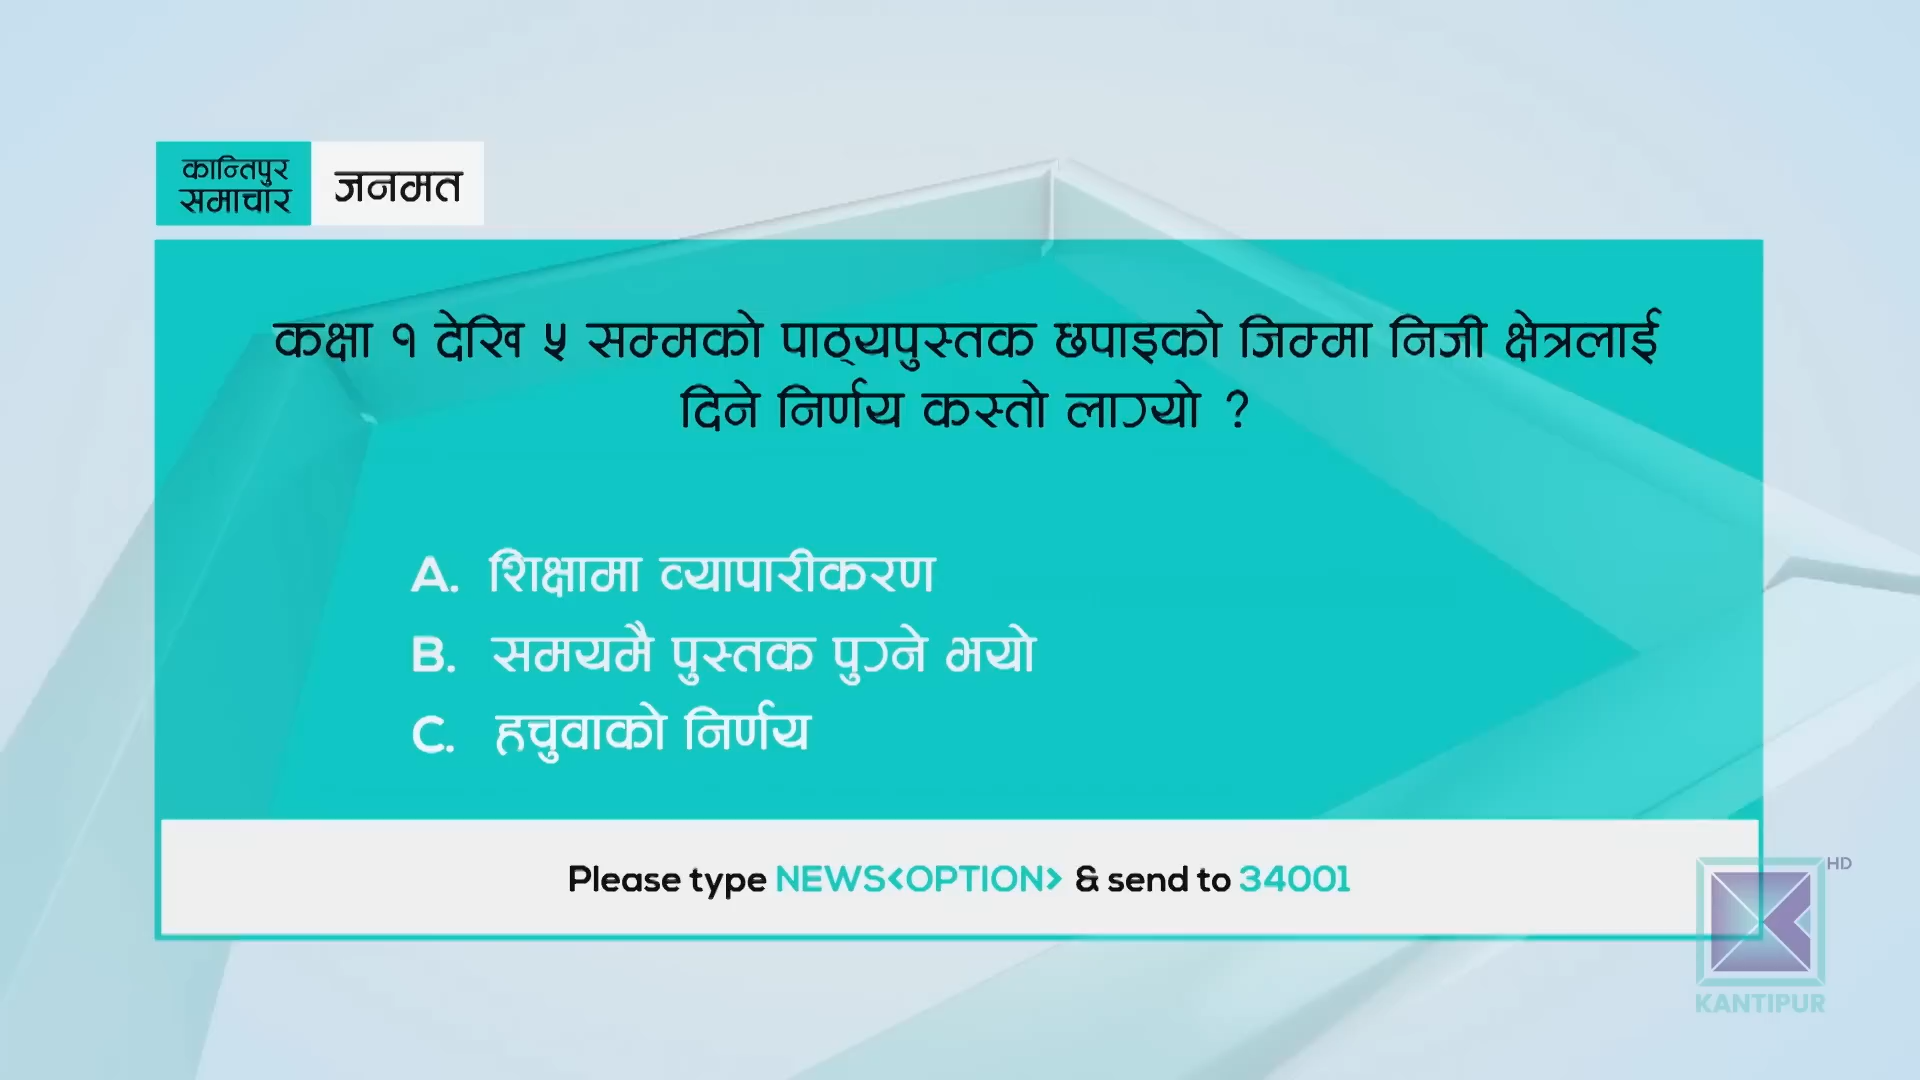 कान्तिपुर
समाचार
जनमत
कक्षा १ देखि ५ सम्मको पाठ्यपुस्तक छपाइको जिम्मा निजी क्षेत्रलाई
दिने निर्णय कस्तो लाग्यो ?
A. शिक्षामा व्यापारीकरण
B. समयमै पुस्तक पुग्ने भयो
C. हचुवाको निर्णय
Please type NEWS<OPTION> & send to 34001
HD
KANTIPUR